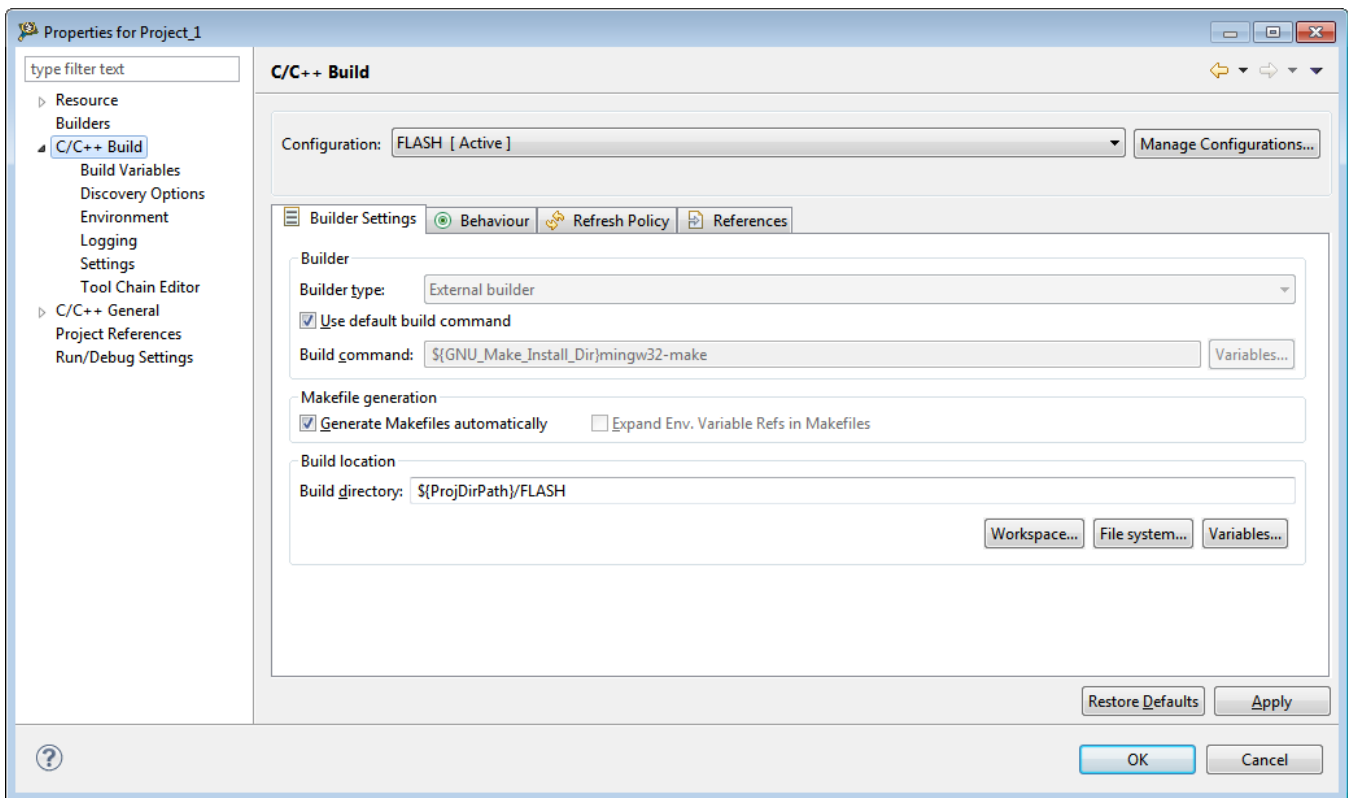 Properties for Project_1
type filter text
C/C++ Build
Resource
Builders
C/C++ Build
Build Variables
Discovery Options
Environment
Logging
Settings
Tool Chain Editor
C/C++ General
Project References
Run/Debug Settings
Configuration: FLASH [ Active ] Manage Configurations...
Builder Settings Behaviour Refresh Policy References
Builder
Builder type: External builder
Use default build command
Build command: ${GNU_Make_Install_Dir}mingw32-make Variables...
Makefile generation
Generate Makefiles automatically Expand Env. Variable Refs in Makefiles
Build location
Build directory: ${ProjDirPath}/FLASH
Workspace... File system... Variables...
Restore Defaults Apply
? OK Cancel